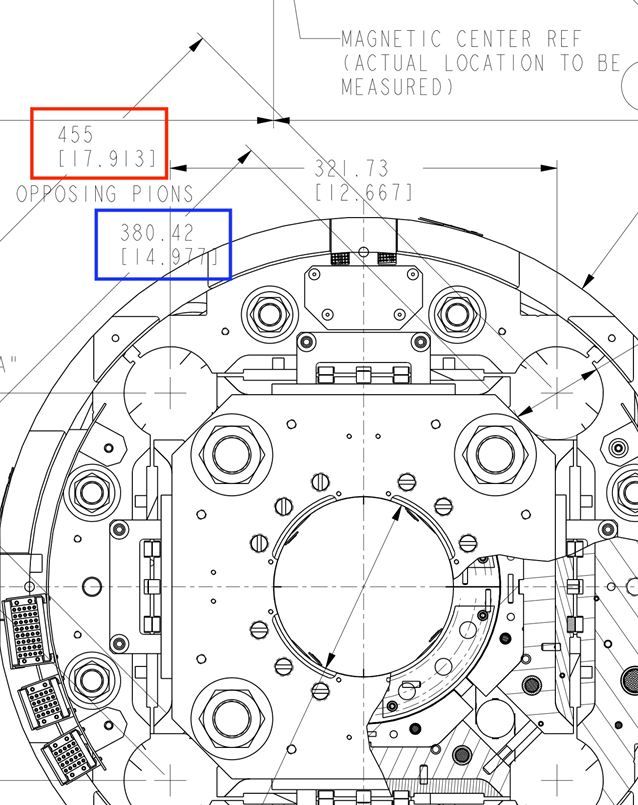 MAGNETIC CENTER REF
(ACTUAL LOCATION TO BE
MEASURED)
455
[17.913]
321.73
[12.667]
OPPOSING PIONS
380.42
[14.977]
A"